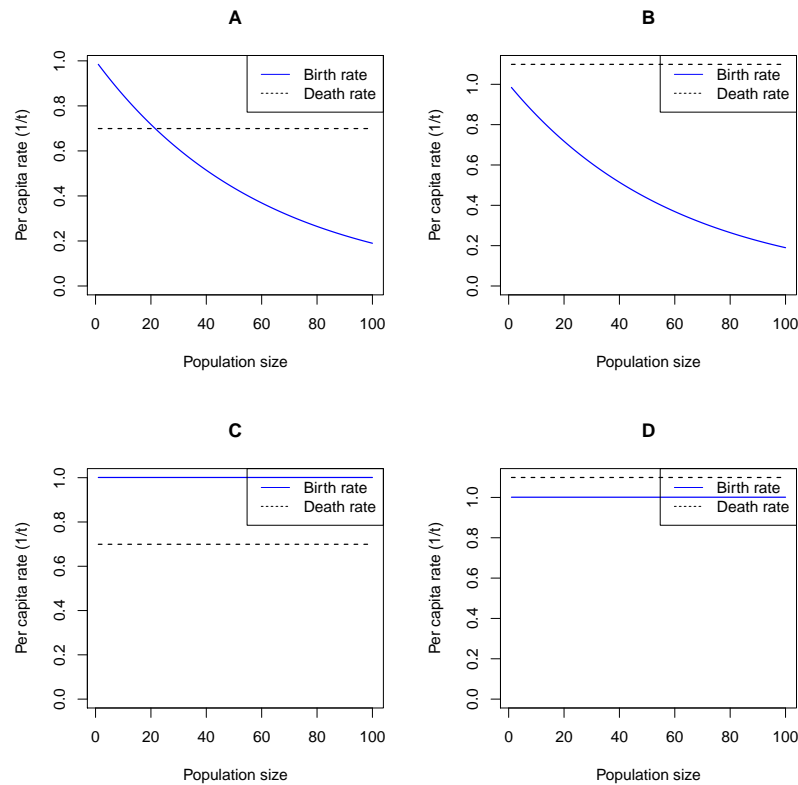 A
Per capita rate (1/t)
1.0
0.8
0.6
0.4
0.2
0.0
Birth rate
Death rate
0 20 40 60 80 100
Population size
B
Per capita rate (1/t)
1.0
0.8
0.6
0.4
0.2
0.0
Birth rate
Death rate
0 20 40 60 80 100
Population size
C
Per capita rate (1/t)
1.0
0.8
0.6
0.4
0.2
0.0
Birth rate
Death rate
0 20 40 60 80 100
Population size
D
Per capita rate (1/t)
1.0
0.8
0.6
0.4
0.2
0.0
Birth rate
Death rate
0 20 40 60 80 100
Population size